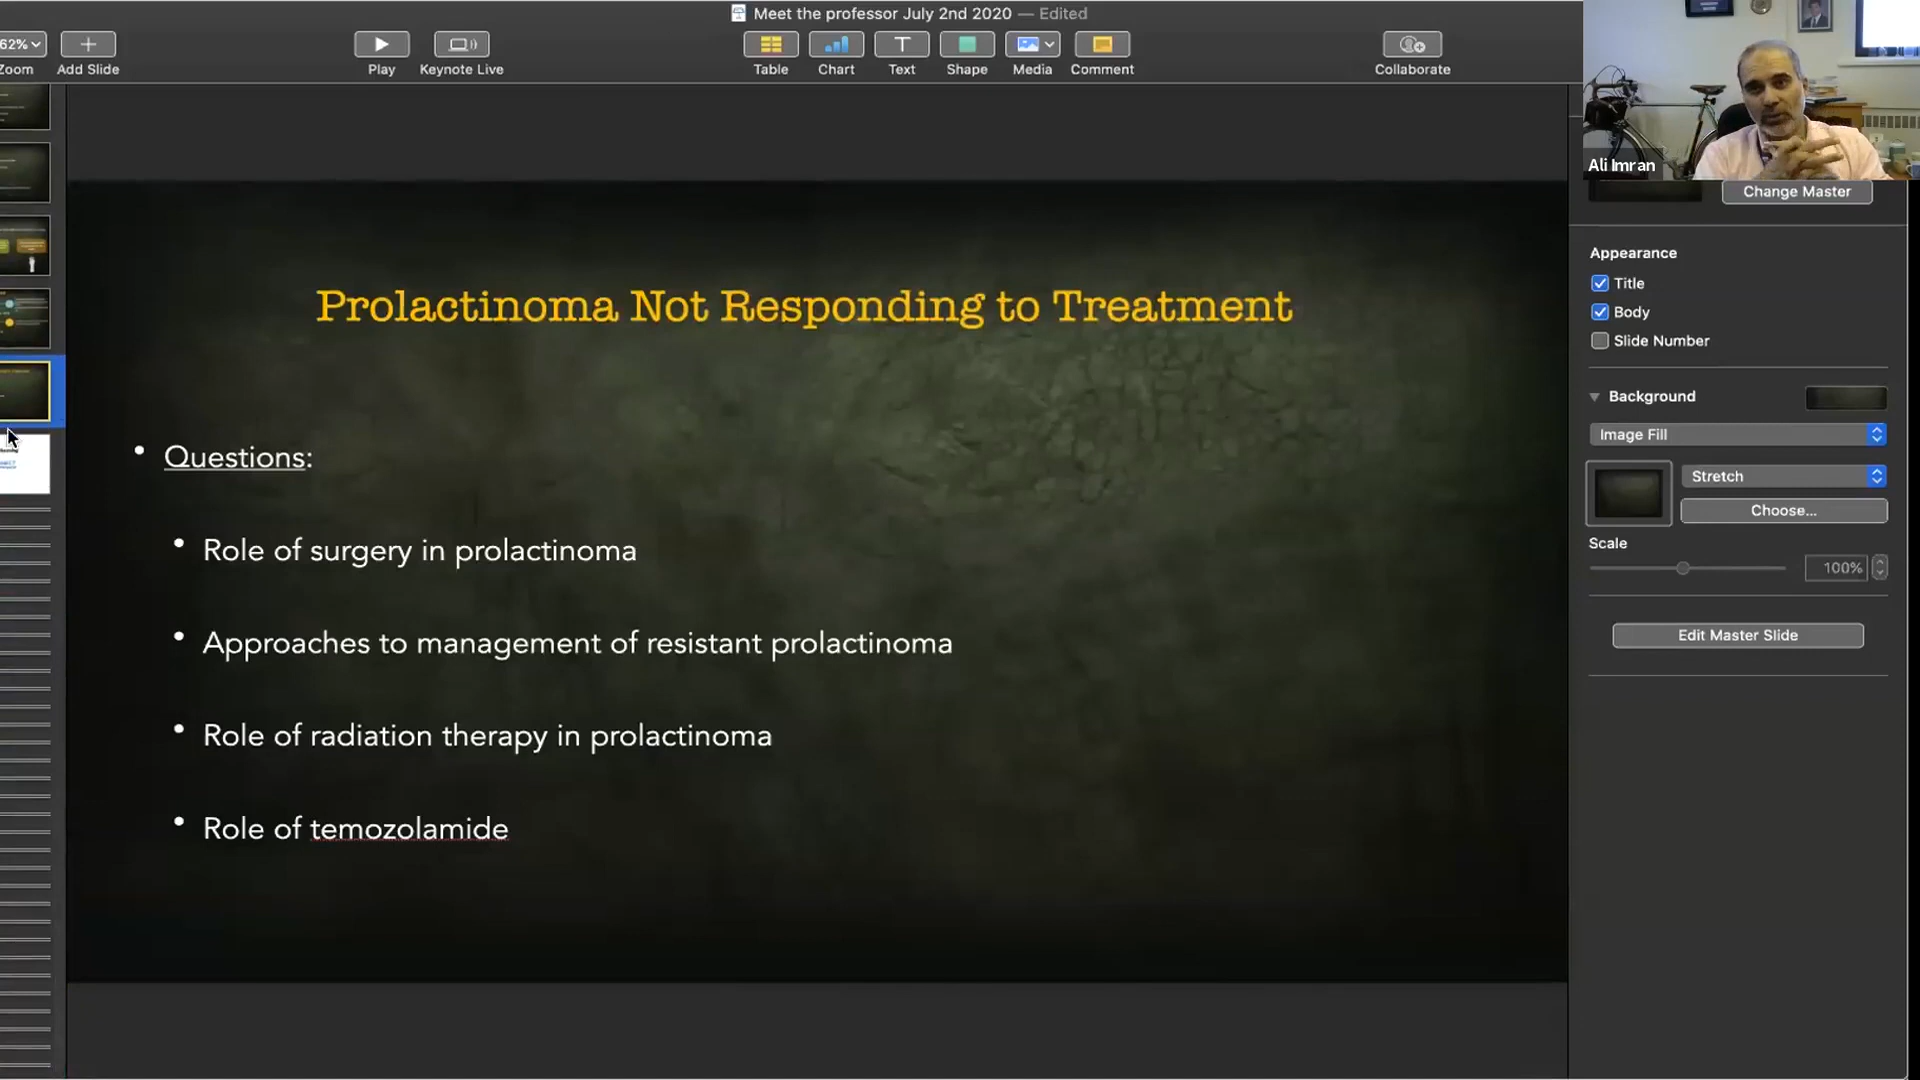 Meet the professor July 2nd 2020 — Edited
62%
Zoom
Add Slide
Play
Keynote Live
Table
Chart
Text
Shape
Media
Comment
Collaborate
Ali Imran
Change Master
Prolactinoma Not Responding to Treatment
• Questions:
• Role of surgery in prolactinoma
• Approaches to management of resistant prolactinoma
• Role of radiation therapy in prolactinoma
• Role of temozolamide
Appearance
Title
Body
Slide Number
Background
Image Fill
Stretch
Choose...
Scale
100%
Edit Master Slide